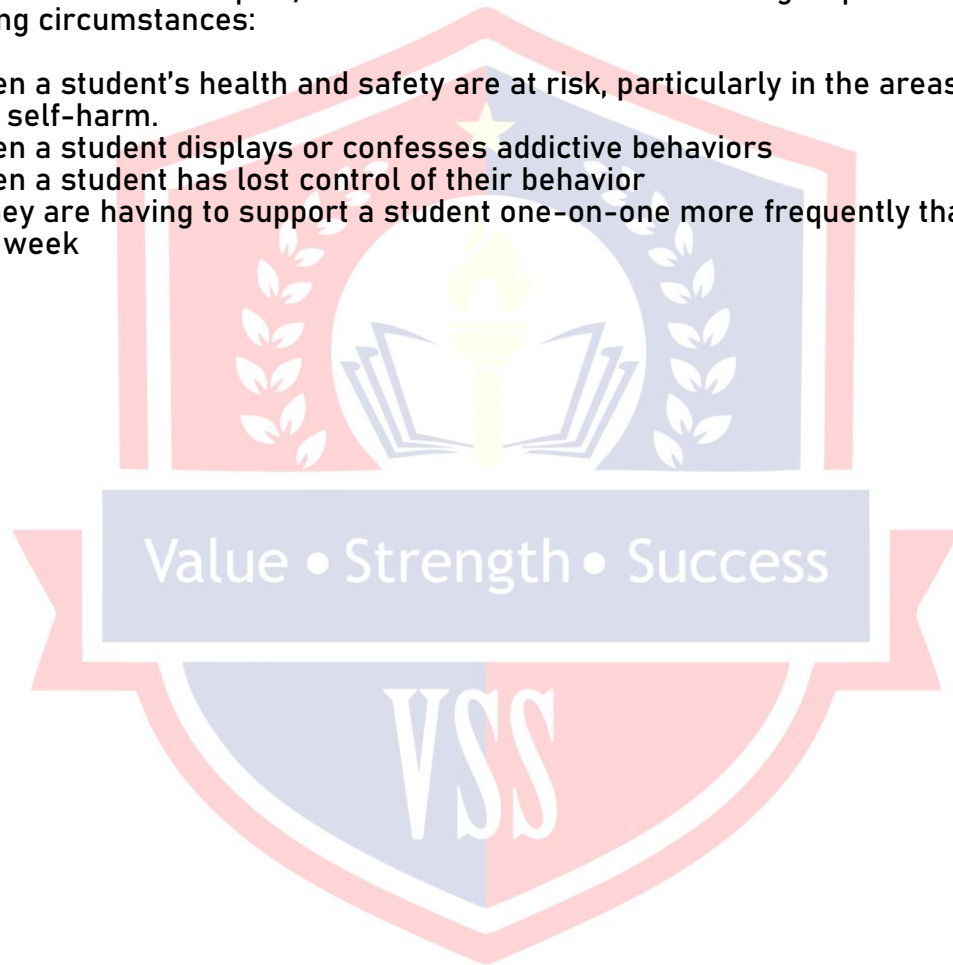 ng circumstances:
en a student's health and safety are at risk, particularly in the areas
self-harm.
en a student displays or confesses addictive behaviors
en a student has lost control of their behavior
ney are having to support a student one-on-one more frequently tha
week
Value • Strength • Success
VSS